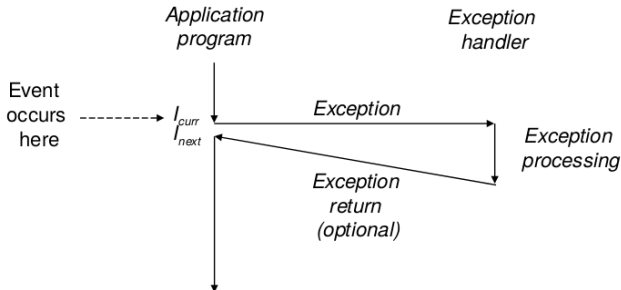 Application
program
Exception
handler
Event
occurs
here
I_curr
I_next
Exception
Exception
processing
Exception
return
(optional)